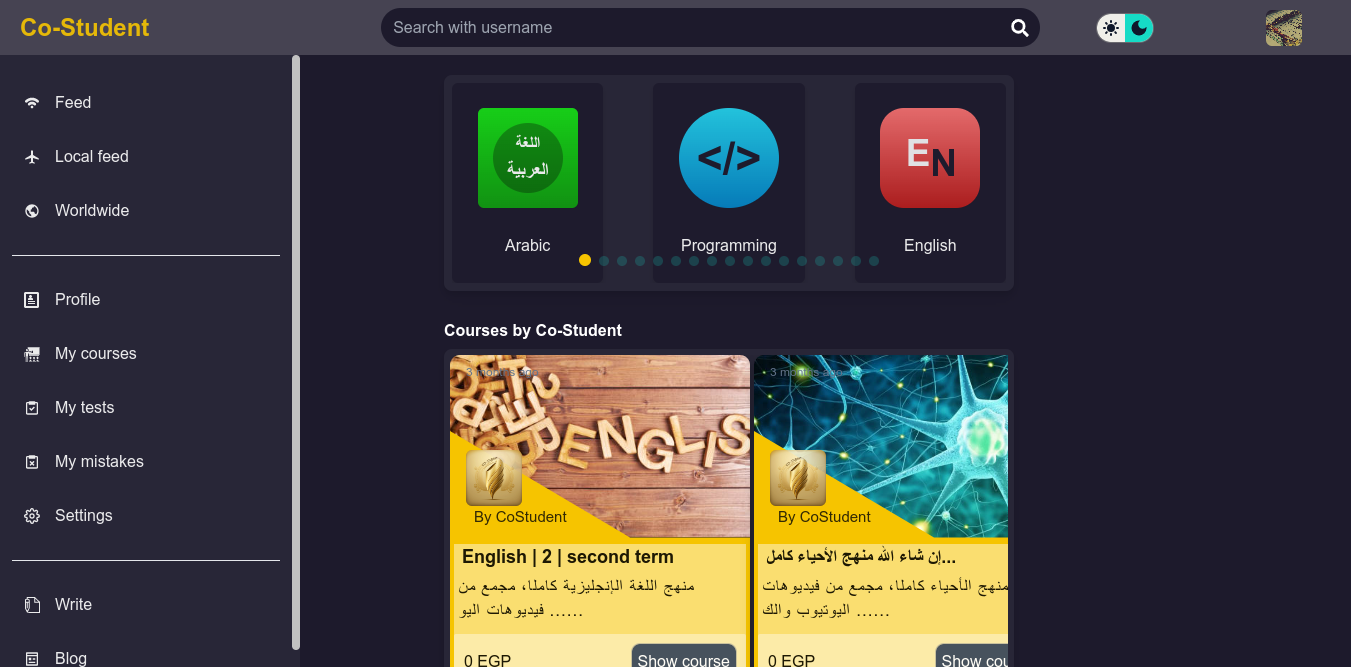 Co-Student
Search with username
Feed
Local feed
Worldwide
Profile
My courses
My tests
My mistakes
Settings
Write
Blog
اللغة
العربية
Arabic
</>
Programming
EN
English
Courses by Co-Student
3 months ago
ENGLIS
By CoStudent
English | 2 | second term
منهج اللغة الإنجليزية كاملا، مجمع من
فيديوهات اليو ......
0 EGP
Show course
3 months ago
By CoStudent
إن شاء الله منهج الأحياء كامل...
منهج الأحياء كاملا، مجمع من فيديوهات
اليوتيوب والك ......
0 EGP
Show cou